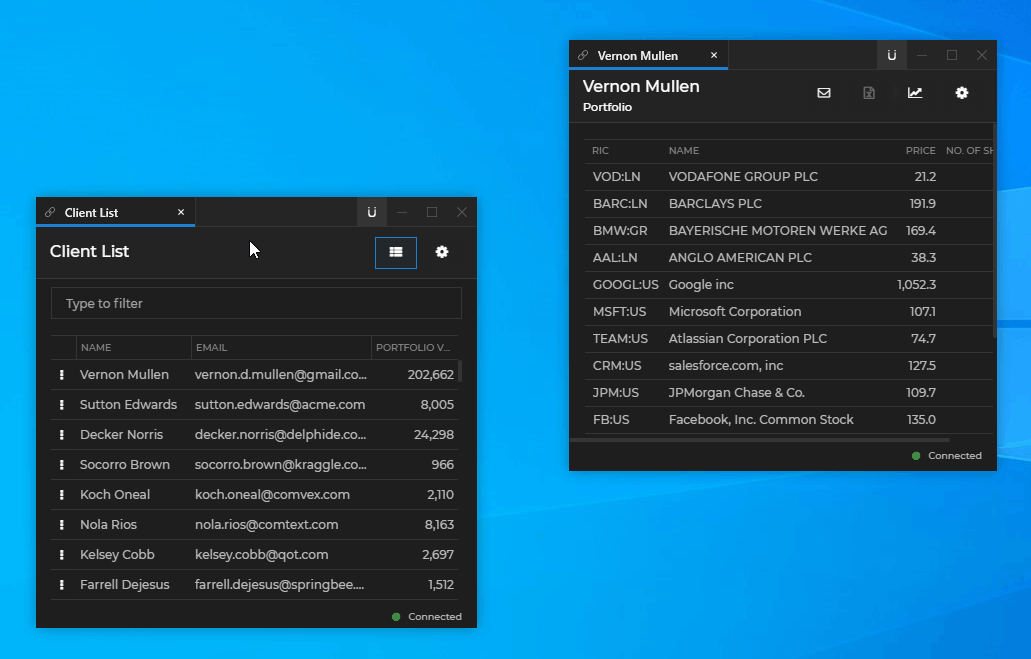 Client List ×
Client List
Type to filter
NAME EMAIL PORTFOLIO V...
Vernon Mullen vernon.d.mullen@gmail.co... 202,662
Sutton Edwards sutton.edwards@acme.com 8,005
Decker Norris decker.norris@delphide.co... 24,298
Socorro Brown socorro.brown@kraggle.co... 966
Koch Oneal koch.oneal@comvex.com 2,110
Nola Rios nola.rios@comtext.com 8,163
Kelsey Cobb kelsey.cobb@qot.com 2,697
Farrell Dejesus farrell.dejesus@springbee.... 1,512
Connected
Vernon Mullen ×
Vernon Mullen
Portfolio
RIC NAME PRICE NO. OF SH
VOD:LN VODAFONE GROUP PLC 21.2
BARC:LN BARCLAYS PLC 191.9
BMW:GR BAYERISCHE MOTOREN WERKE AG 169.4
AAL:LN ANGLO AMERICAN PLC 38.3
GOOGL:US Google inc 1,052.3
MSFT:US Microsoft Corporation 107.1
TEAM:US Atlassian Corporation PLC 74.7
CRM:US salesforce.com, inc 127.5
JPM:US JPMorgan Chase & Co. 109.7
FB:US Facebook, Inc. Common Stock 135.0
Connected